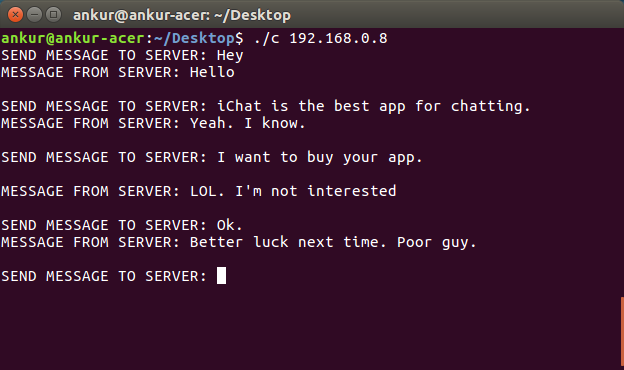 ankur@ankur-acer: ~/Desktop
ankur@ankur-acer:~/Desktop$ ./c 192.168.0.8
SEND MESSAGE TO SERVER: Hey
MESSAGE FROM SERVER: Hello
SEND MESSAGE TO SERVER: iChat is the best app for chatting.
MESSAGE FROM SERVER: Yeah. I know.
SEND MESSAGE TO SERVER: I want to buy your app.
MESSAGE FROM SERVER: LOL. I'm not interested
SEND MESSAGE TO SERVER: Ok.
MESSAGE FROM SERVER: Better luck next time. Poor guy.
SEND MESSAGE TO SERVER: